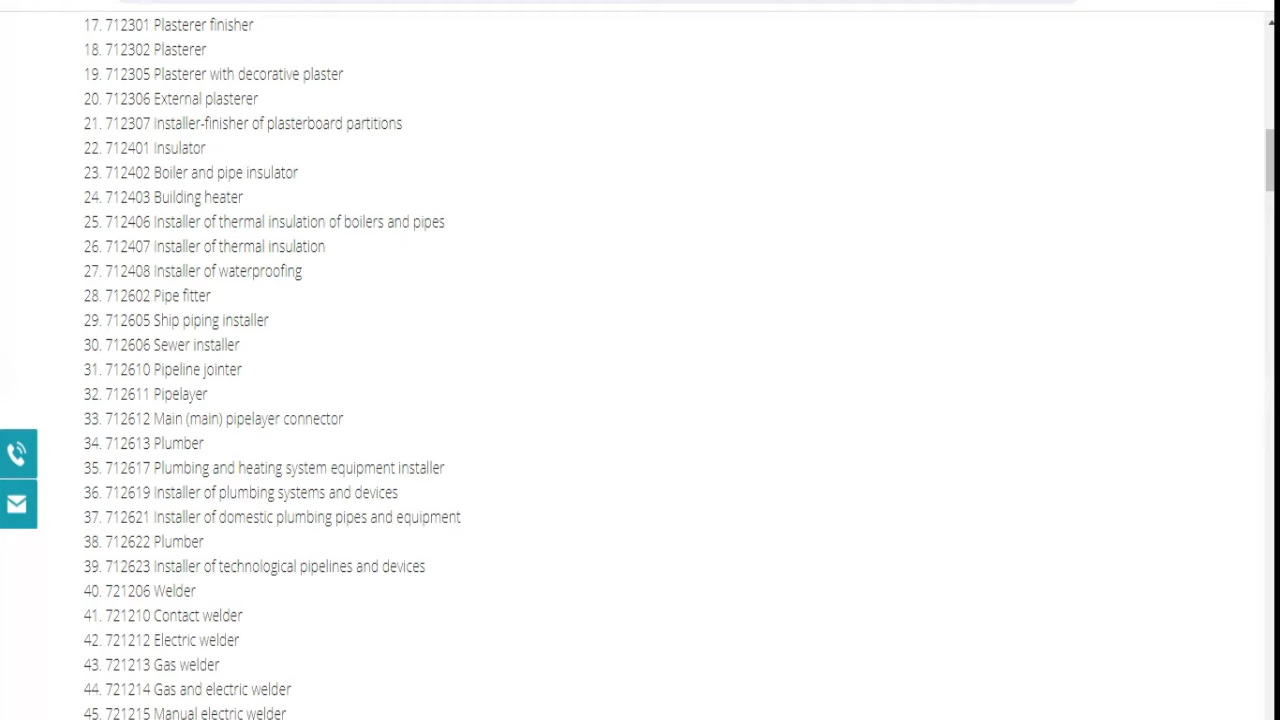 17. 712301 Plasterer finisher
18. 712302 Plasterer
19. 712305 Plasterer with decorative plaster
20. 712306 External plasterer
21. 712307 Installer-finisher of plasterboard partitions
22. 712401 Insulator
23. 712402 Boiler and pipe insulator
24. 712403 Building heater
25. 712406 Installer of thermal insulation of boilers and pipes
26. 712407 Installer of thermal insulation
27. 712408 Installer of waterproofing
28. 712602 Pipe fitter
29. 712605 Ship piping installer
30. 712606 Sewer installer
31. 712610 Pipeline jointer
32. 712611 Pipelayer
33. 712612 Main (main) pipelayer connector
34. 712613 Plumber
35. 712617 Plumbing and heating system equipment installer
36. 712619 Installer of plumbing systems and devices
37. 712621 Installer of domestic plumbing pipes and equipment
38. 712622 Plumber
39. 712623 Installer of technological pipelines and devices
40. 721206 Welder
41. 721210 Contact welder
42. 721212 Electric welder
43. 721213 Gas welder
44. 721214 Gas and electric welder
45. 721215 Manual electric welder